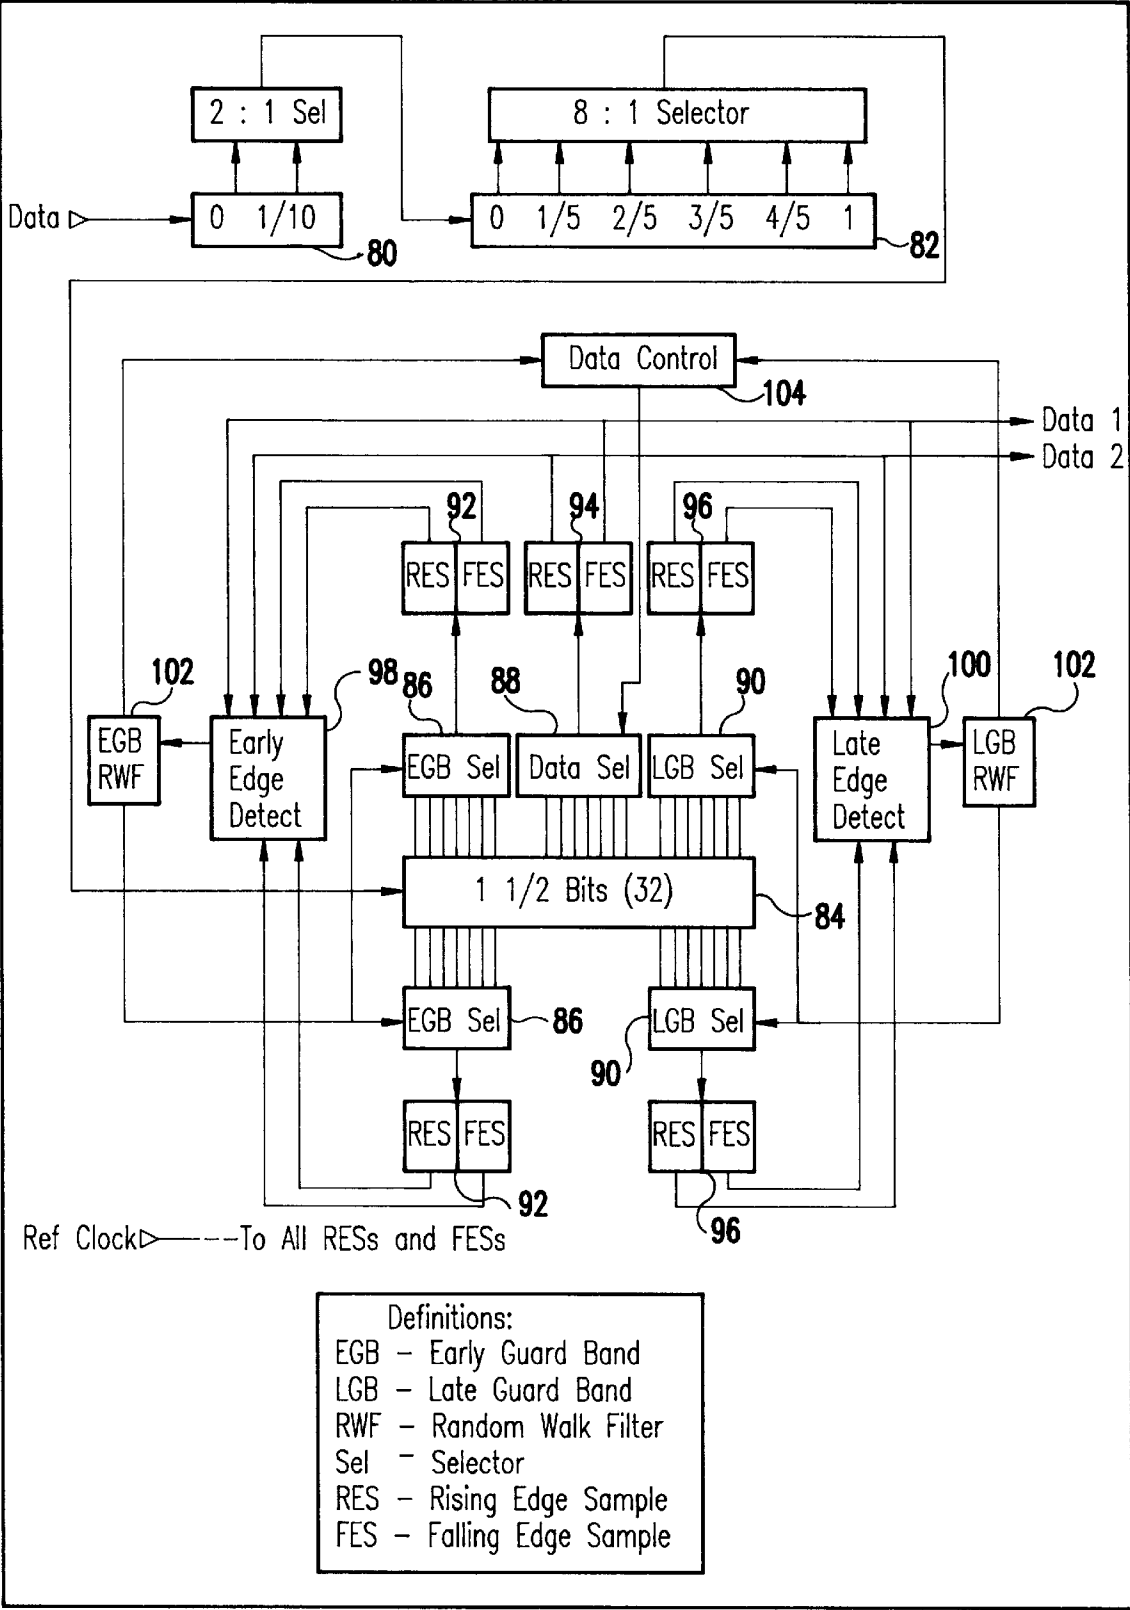 2 : 1 Sel
8 : 1 Selector
Data
0 1/10
0 1/5 2/5 3/5 4/5 1
80
82
Data Control
104
Data 1
Data 2
92
94
96
RES FES
RES FES
RES FES
102
98
86
88
90
100
102
EGB
RWF
Early
Edge
Detect
EGB Sel
Data Sel
LGB Sel
Late
Edge
Detect
LGB
RWF
1 1/2 Bits (32)
84
EGB Sel
86
LGB Sel
90
RES FES
RES FES
92
96
Ref Clock
To All RESs and FESs
Definitions:
EGB – Early Guard Band
LGB – Late Guard Band
RWF – Random Walk Filter
Sel – Selector
RES – Rising Edge Sample
FES – Falling Edge Sample